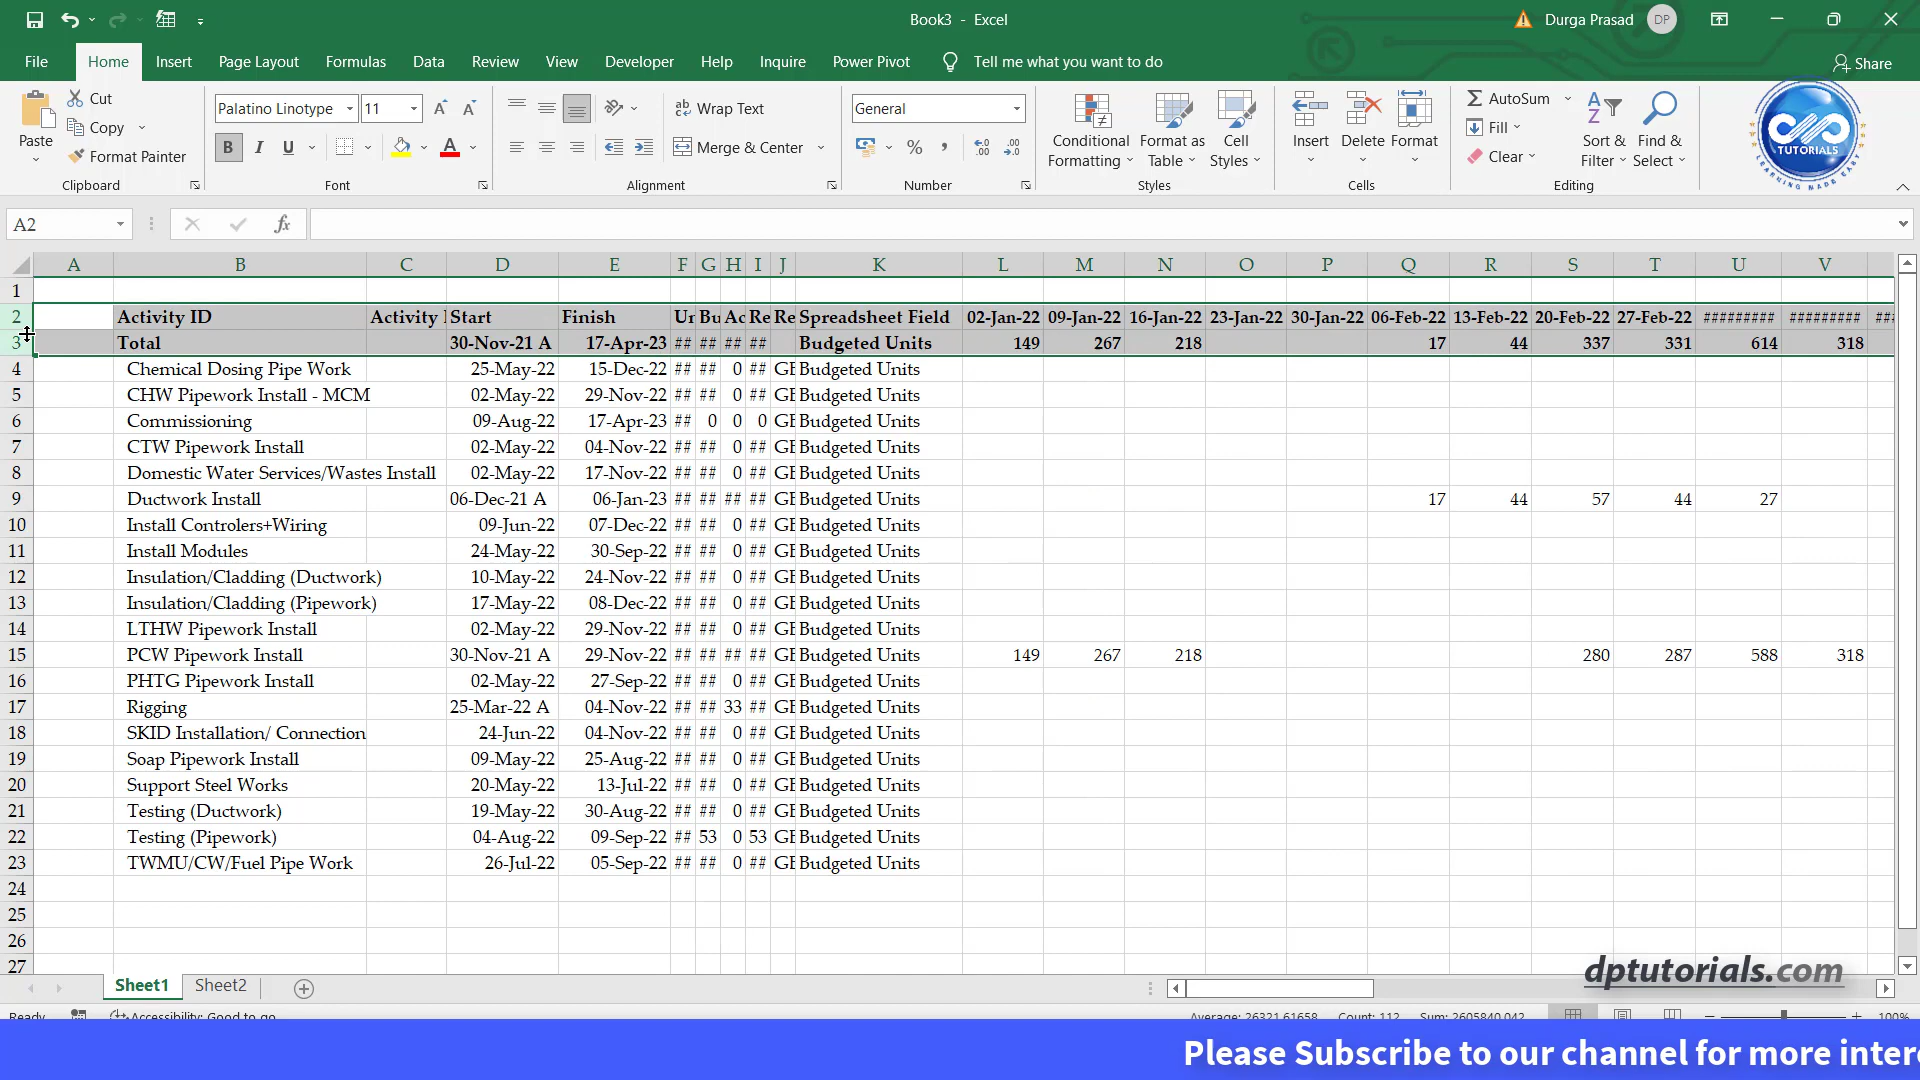 Book3 - Excel
Durga Prasad
DP
File Home Insert Page Layout Formulas Data Review View Developer Help Inquire Power Pivot Tell me what you want to do Share
Paste Cut Copy Format Painter Clipboard
Palatino Linotype 11 B I U A Font
ab Wrap Text Merge & Center Alignment
General % , Number
Conditional Formatting Format as Table Cell Styles Styles
Insert Delete Format Cells
AutoSum Fill Clear Sort & Filter Find & Select Editing
TUTORIALS
LEARNING MADE EASY
A2 fx
A B C D E F G H I J K L M N O P Q R S T U V
1
2 Activity ID Activity Start Finish Ur Bu Ac Re Re Spreadsheet Field 02-Jan-22 09-Jan-22 16-Jan-22 23-Jan-22 30-Jan-22 06-Feb-22 13-Feb-22 20-Feb-22 27-Feb-22 ######### ######### ###
3 Total 30-Nov-21 A 17-Apr-23 ## ## ## ## Budgeted Units 149 267 218 17 44 337 331 614 318
4 Chemical Dosing Pipe Work 25-May-22 15-Dec-22 ## ## 0 ## GE Budgeted Units
5 CHW Pipework Install - MCM 02-May-22 29-Nov-22 ## ## 0 ## GE Budgeted Units
6 Commissioning 09-Aug-22 17-Apr-23 ## 0 0 0 GE Budgeted Units
7 CTW Pipework Install 02-May-22 04-Nov-22 ## ## 0 ## GE Budgeted Units
8 Domestic Water Services/Wastes Install 02-May-22 17-Nov-22 ## ## 0 ## GE Budgeted Units
9 Ductwork Install 06-Dec-21 A 06-Jan-23 ## ## ## ## GE Budgeted Units 17 44 57 44 27
10 Install Controlers+Wiring 09-Jun-22 07-Dec-22 ## ## 0 ## GE Budgeted Units
11 Install Modules 24-May-22 30-Sep-22 ## ## 0 ## GE Budgeted Units
12 Insulation/Cladding (Ductwork) 10-May-22 24-Nov-22 ## ## 0 ## GE Budgeted Units
13 Insulation/Cladding (Pipework) 17-May-22 08-Dec-22 ## ## 0 ## GE Budgeted Units
14 LTHW Pipework Install 02-May-22 29-Nov-22 ## ## 0 ## GE Budgeted Units
15 PCW Pipework Install 30-Nov-21 A 29-Nov-22 ## ## ## ## GE Budgeted Units 149 267 218 280 287 588 318
16 PHTG Pipework Install 02-May-22 27-Sep-22 ## ## 0 ## GE Budgeted Units
17 Rigging 25-Mar-22 A 04-Nov-22 ## ## 33 ## GE Budgeted Units
18 SKID Installation/ Connection 24-Jun-22 04-Nov-22 ## ## 0 ## GE Budgeted Units
19 Soap Pipework Install 09-May-22 25-Aug-22 ## ## 0 ## GE Budgeted Units
20 Support Steel Works 20-May-22 13-Jul-22 ## ## 0 ## GE Budgeted Units
21 Testing (Ductwork) 19-May-22 30-Aug-22 ## ## 0 ## GE Budgeted Units
22 Testing (Pipework) 04-Aug-22 09-Sep-22 ## 53 0 53 GE Budgeted Units
23 TWMU/CW/Fuel Pipe Work 26-Jul-22 05-Sep-22 ## ## 0 ## GE Budgeted Units
24
25
26
27
dptutorials.com
Sheet1 Sheet2
Ready Accessibility: Good to go Average: 26321.61658 Count: 112 Sum: 2605840.042 100%
Please Subscribe to our channel for more inter